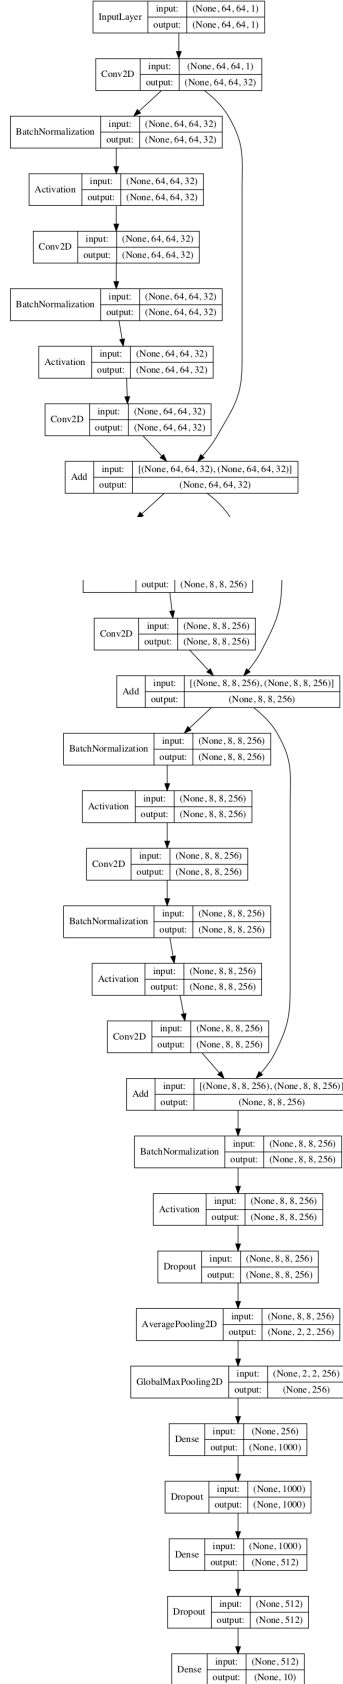 InputLayer input: (None, 64, 64, 1)
output: (None, 64, 64, 1)
Conv2D input: (None, 64, 64, 1)
output: (None, 64, 64, 32)
BatchNormalization input: (None, 64, 64, 32)
output: (None, 64, 64, 32)
Activation input: (None, 64, 64, 32)
output: (None, 64, 64, 32)
Conv2D input: (None, 64, 64, 32)
output: (None, 64, 64, 32)
BatchNormalization input: (None, 64, 64, 32)
output: (None, 64, 64, 32)
Activation input: (None, 64, 64, 32)
output: (None, 64, 64, 32)
Conv2D input: (None, 64, 64, 32)
output: (None, 64, 64, 32)
Add input: [(None, 64, 64, 32), (None, 64, 64, 32)]
output: (None, 64, 64, 32)
output: (None, 8, 8, 256)
Conv2D input: (None, 8, 8, 256)
output: (None, 8, 8, 256)
Add input: [(None, 8, 8, 256), (None, 8, 8, 256)]
output: (None, 8, 8, 256)
BatchNormalization input: (None, 8, 8, 256)
output: (None, 8, 8, 256)
Activation input: (None, 8, 8, 256)
output: (None, 8, 8, 256)
Conv2D input: (None, 8, 8, 256)
output: (None, 8, 8, 256)
BatchNormalization input: (None, 8, 8, 256)
output: (None, 8, 8, 256)
Activation input: (None, 8, 8, 256)
output: (None, 8, 8, 256)
Conv2D input: (None, 8, 8, 256)
output: (None, 8, 8, 256)
Add input: [(None, 8, 8, 256), (None, 8, 8, 256)]
output: (None, 8, 8, 256)
BatchNormalization input: (None, 8, 8, 256)
output: (None, 8, 8, 256)
Activation input: (None, 8, 8, 256)
output: (None, 8, 8, 256)
Dropout input: (None, 8, 8, 256)
output: (None, 8, 8, 256)
AveragePooling2D input: (None, 8, 8, 256)
output: (None, 2, 2, 256)
GlobalMaxPooling2D input: (None, 2, 2, 256)
output: (None, 256)
Dense input: (None, 256)
output: (None, 1000)
Dropout input: (None, 1000)
output: (None, 1000)
Dense input: (None, 1000)
output: (None, 512)
Dropout input: (None, 512)
output: (None, 512)
Dense input: (None, 512)
output: (None, 10)